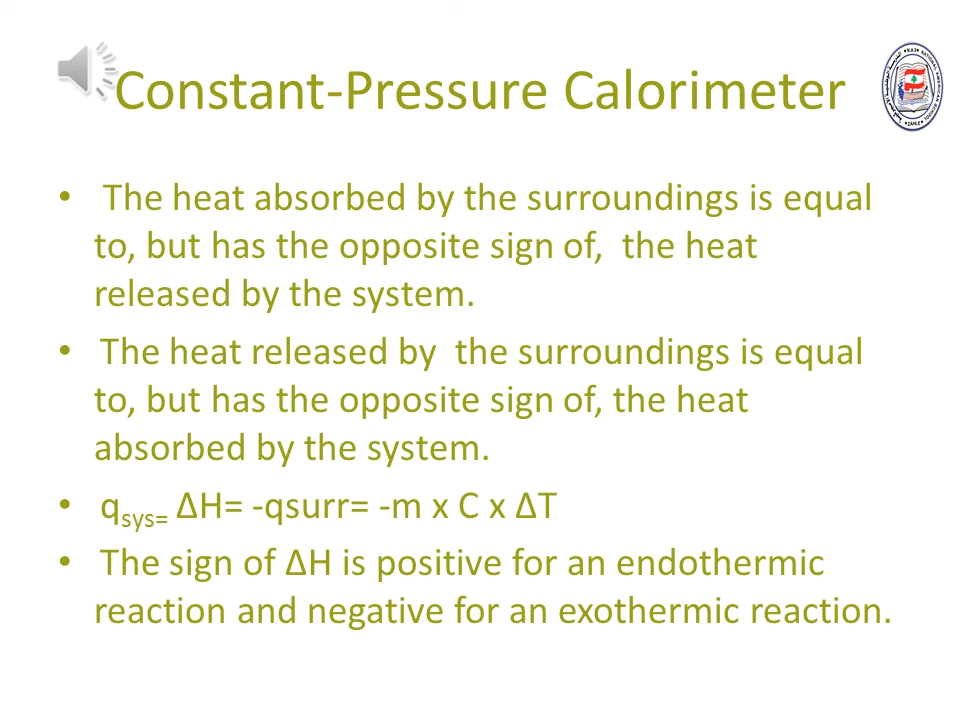 Constant-Pressure Calorimeter
• The heat absorbed by the surroundings is equal
to, but has the opposite sign of, the heat
released by the system.
• The heat released by the surroundings is equal
to, but has the opposite sign of, the heat
absorbed by the system.
• qsys= ΔH= -qsurr= -m x C x ΔT
• The sign of ΔH is positive for an endothermic
reaction and negative for an exothermic reaction.